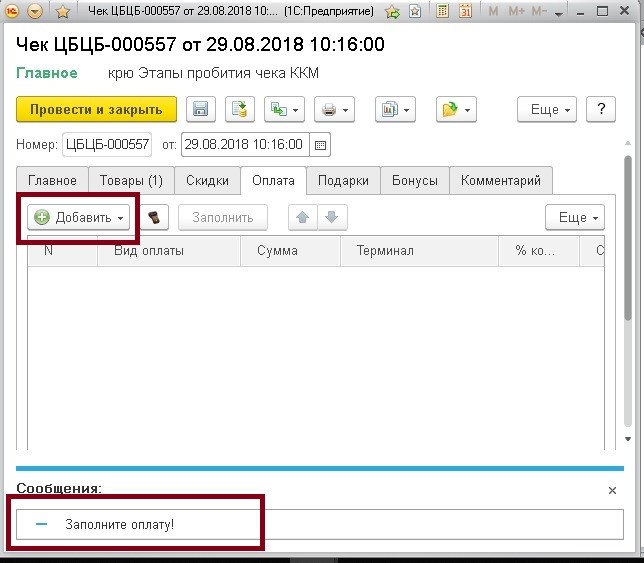 Чек ЦБЦБ-000557 от 29.08.2018 10:... (1С:Предприятие)
M M+ M-
Чек ЦБЦБ-000557 от 29.08.2018 10:16:00
Главное крю Этапы пробития чека ККМ
Провести и закрыть Еще ?
Номер: ЦБЦБ-000557 от: 29.08.2018 10:16:00
Главное Товары (1) Скидки Оплата Подарки Бонусы Комментарий
Добавить Заполнить Еще
N Вид оплаты Сумма Терминал % ко... С
Сообщения:
Заполните оплату!